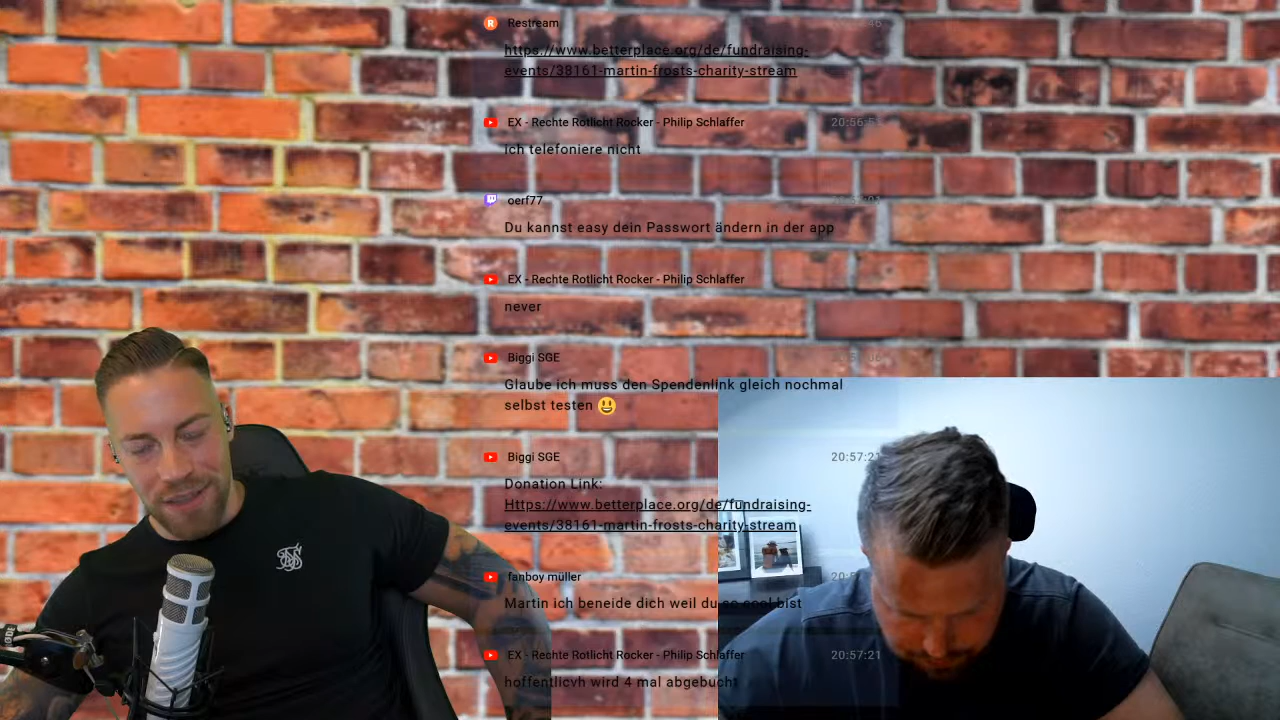 Restream
https://www.betterplace.org/de/fundraising-
events/38161-martin-frosts-charity-stream
EX - Rechte Rotlicht Rocker - Philip Schlaffer
ich telefoniere nicht
oerf77
Du kannst easy dein Passwort ändern in der app
EX - Rechte Rotlicht Rocker - Philip Schlaffer
never
Biggi SGE
Glaube ich muss den Spendenlink gleich nochmal
selbst testen 😃
Biggi SGE 20:57:21
Donation Link:
Https://www.betterplace.org/de/fundraising-
events/38161-martin-frosts-charity-stream
fanboy müller
Martin ich beneide dich weil du so cool bist
EX - Rechte Rotlicht Rocker - Philip Schlaffer 20:57:21
hoffentlicvh wird 4 mal abgebucht